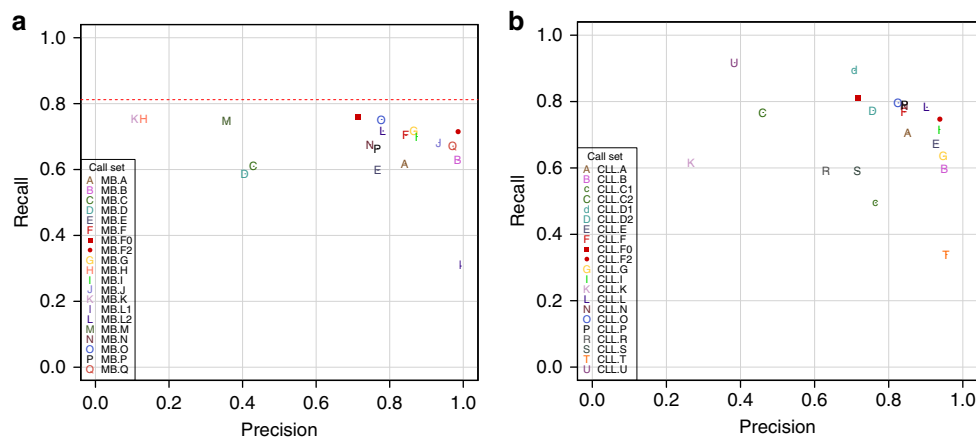 a
1.0
0.8
0.6
0.4
0.2
0.0
Recall
Call set
A MB.A
B MB.B
C MB.C
D MB.D
E MB.E
F MB.F
MB.F0
MB.F2
G MB.G
H MB.H
I MB.I
J MB.J
K MB.K
I MB.L1
L MB.L2
M MB.M
N MB.N
O MB.O
P MB.P
Q MB.Q
K H
M
C
D
N
P
E
O
L
F
G
I
A
J
Q
B
0.0 0.2 0.4 0.6 0.8 1.0
Precision
b
1.0
0.8
0.6
0.4
0.2
0.0
Recall
Call set
A CLL.A
B CLL.B
c CLL.C1
C CLL.C2
d CLL.D1
D CLL.D2
E CLL.E
F CLL.F
CLL.F0
CLL.F2
G CLL.G
I CLL.I
K CLL.K
L CLL.L
N CLL.N
O CLL.O
P CLL.P
R CLL.R
S CLL.S
T CLL.T
U CLL.U
U
d
C
D
O
P
F
L
A
I
E
G
B
K
R
S
c
T
0.0 0.2 0.4 0.6 0.8 1.0
Precision